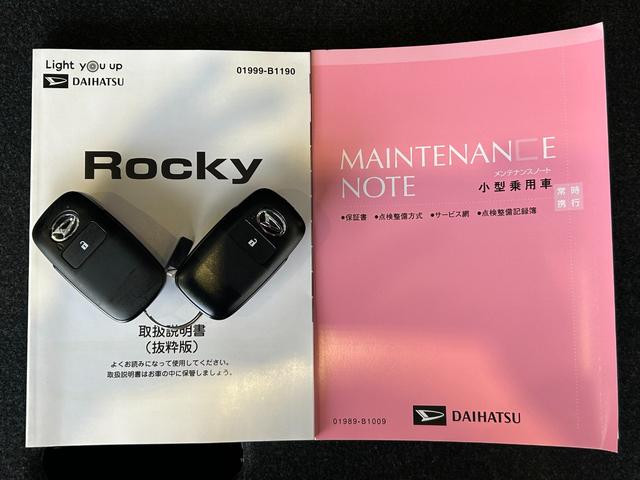 Light you up
DAIHATSU
01999-B1190
Rocky
取扱説明書
（抜粋版）
よくお読みになって使用してください。
取扱説明書はお車の中に保管しましょう。
MAINTENANCE
NOTE
メンテナンスノート
小型乗用車
常時
携行
●保証書 ●点検整備方式 ●サービス網 ●点検整備記録簿
01989-B1009
DAIHATSU